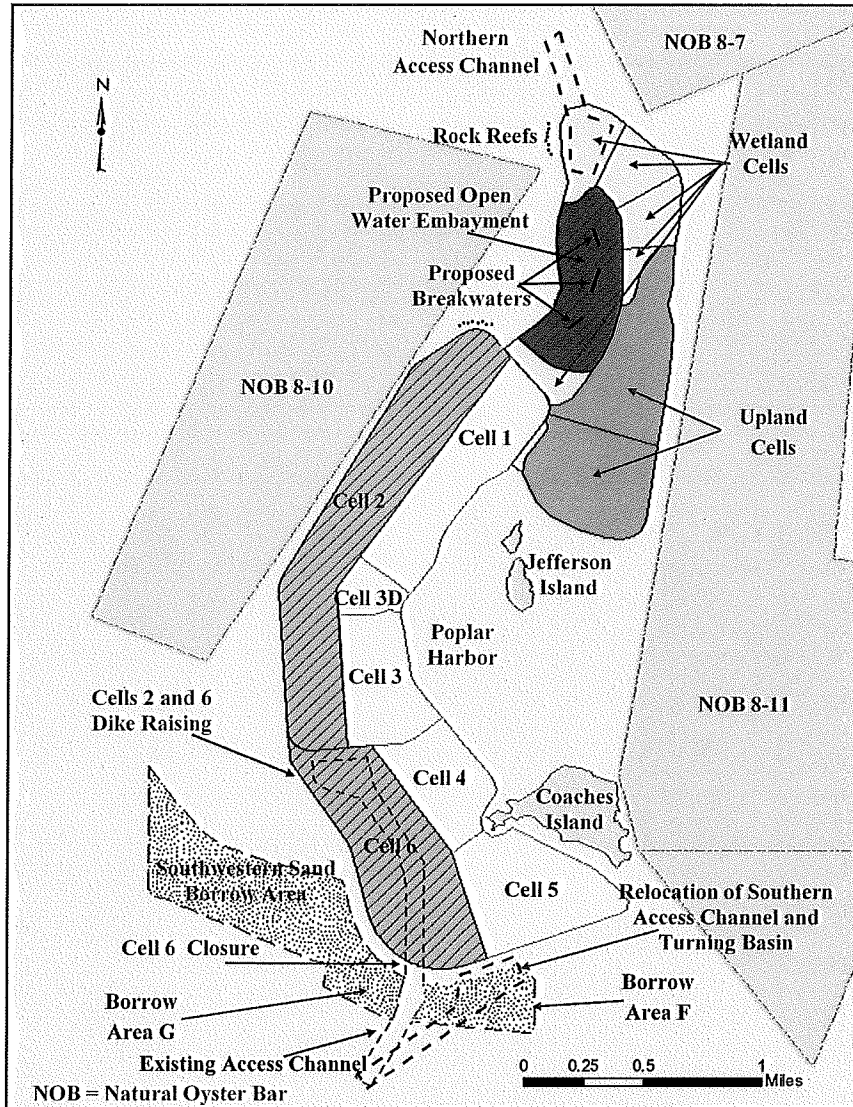 Northern
Access Channel
NOB 8-7
N
Rock Reefs
Wetland
Cells
Proposed Open
Water Embayment
Proposed
Breakwaters
NOB 8-10
Cell 1
Upland
Cells
Cell 2
Jefferson
Island
Cell 3D
Poplar
Harbor
Cell 3
NOB 8-11
Cells 2 and 6
Dike Raising
Cell 4
Coaches
Island
Cell 6
Southwestern Sand
Borrow Area
Cell 5
Relocation of Southern
Access Channel and
Turning Basin
Cell 6 Closure
Borrow
Area G
Borrow
Area F
Existing Access Channel
0 0.25 0.5 1
Miles
NOB = Natural Oyster Bar